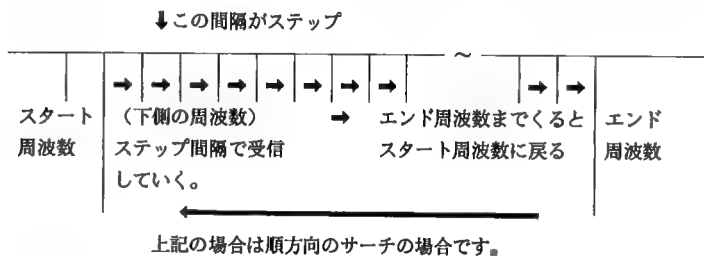 ↓この間隔がステップ
～
スタート
周波数
（下側の周波数）
ステップ間隔で受信
していく。
→ エンド周波数までくると
スタート周波数に戻る
エンド
周波数
上記の場合は順方向のサーチの場合です。